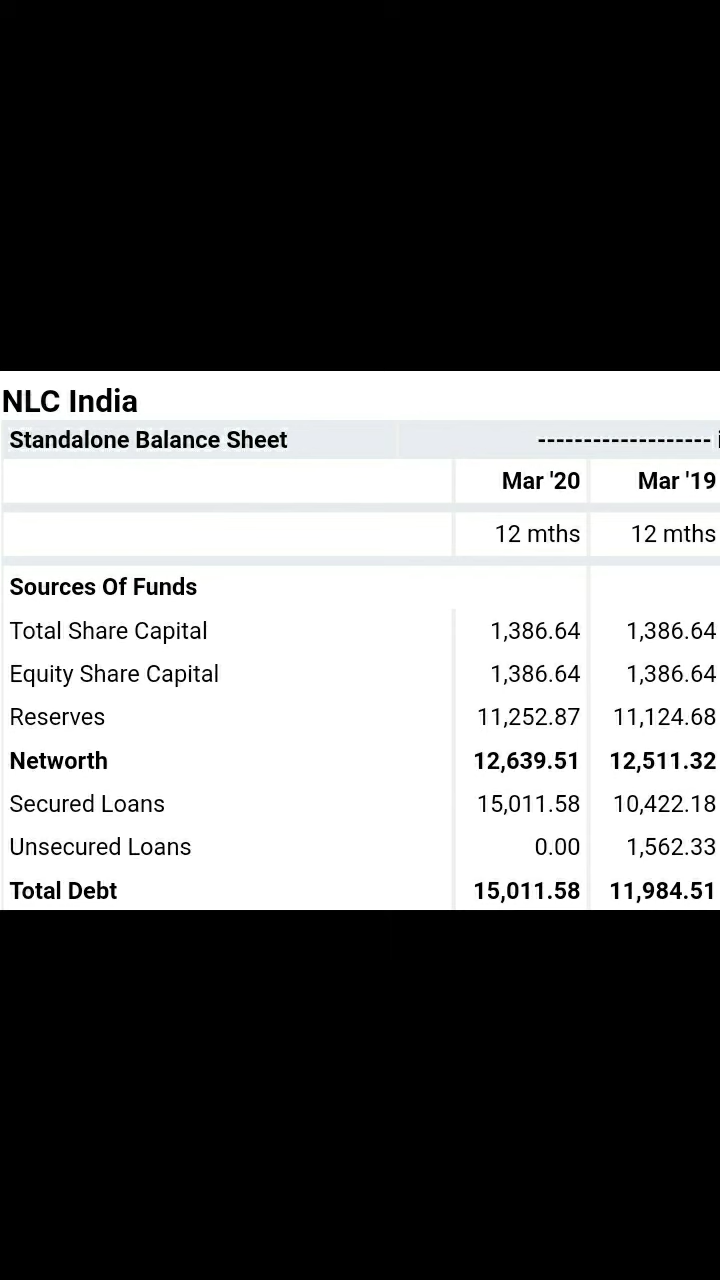 NLC India
Standalone Balance Sheet ------------------- i
Mar '20 Mar '19
12 mths 12 mths
Sources Of Funds
Total Share Capital 1,386.64 1,386.64
Equity Share Capital 1,386.64 1,386.64
Reserves 11,252.87 11,124.68
Networth 12,639.51 12,511.32
Secured Loans 15,011.58 10,422.18
Unsecured Loans 0.00 1,562.33
Total Debt 15,011.58 11,984.51